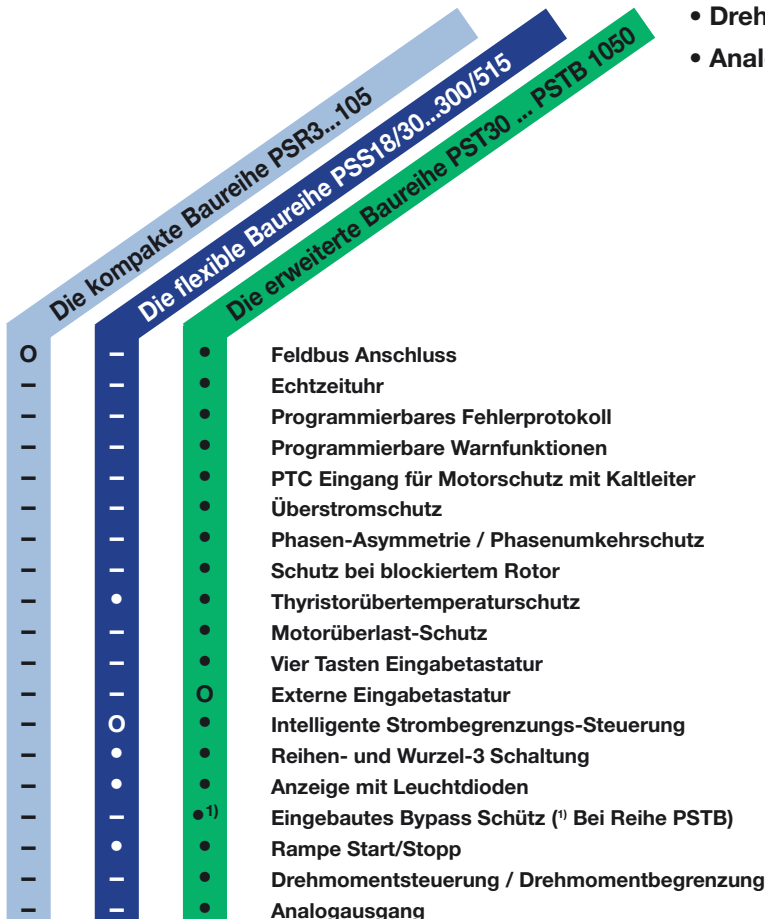 • Dreh
• Anal
Die kompakte Baureihe PSR3...105
Die flexible Baureihe PSS18/30...300/515
Die erweiterte Baureihe PST30 ... PSTB 1050
O – • Feldbus Anschluss
– – • Echtzeituhr
– – • Programmierbares Fehlerprotokoll
– – • Programmierbare Warnfunktionen
– – • PTC Eingang für Motorschutz mit Kaltleiter
– – • Überstromschutz
– – • Phasen-Asymmetrie / Phasenumkehrschutz
– – • Schutz bei blockiertem Rotor
– • • Thyristorübertemperaturschutz
– – • Motorüberlast-Schutz
– – • Vier Tasten Eingabetastatur
– – O Externe Eingabetastatur
– O • Intelligente Strombegrenzungs-Steuerung
– • • Reihen- und Wurzel-3 Schaltung
– • • Anzeige mit Leuchtdioden
– – •1) Eingebautes Bypass Schütz (1) Bei Reihe PSTB)
– • • Rampe Start/Stopp
– – • Drehmomentsteuerung / Drehmomentbegrenzung
– – • Analogausgang